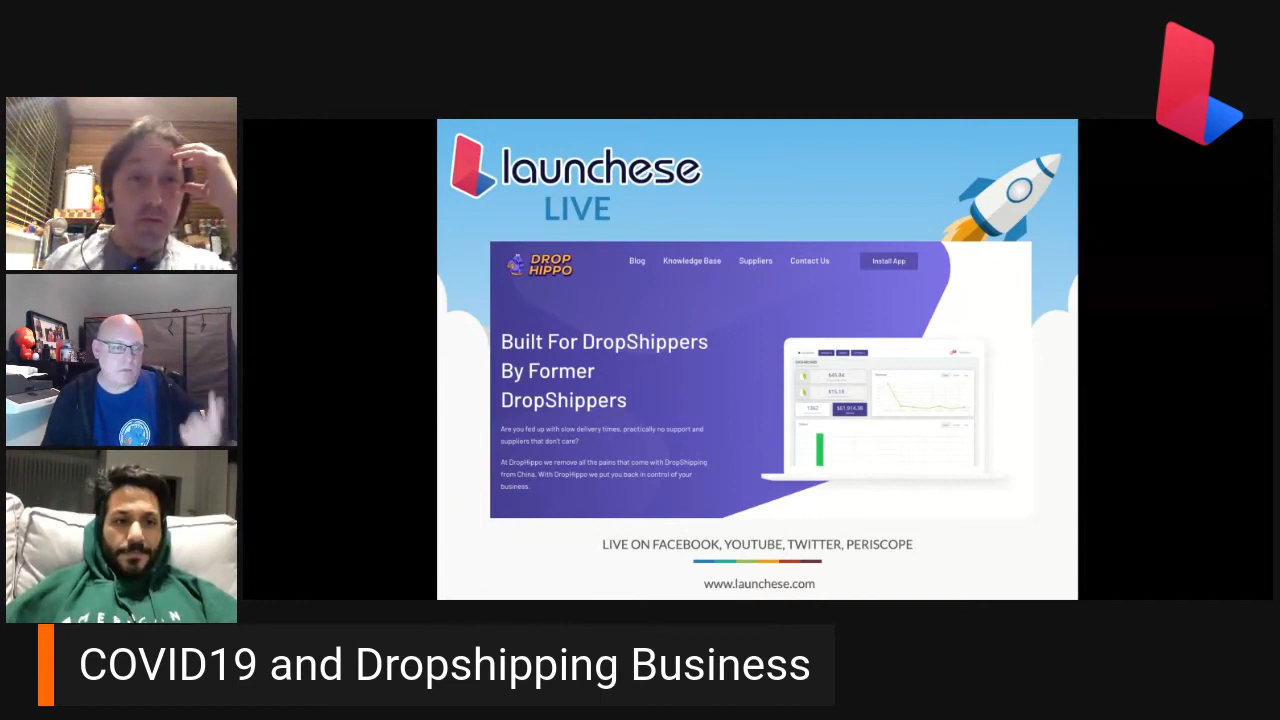 launchese
LIVE
DROP
HIPPO
Blog Knowledge Base Suppliers Contact Us Install App
Built For DropShippers
By Former
DropShippers
Are you fed up with slow delivery times, practically no support and
suppliers that don't care?
At DropHippo we remove all the pains that come with DropShipping
from China. With DropHippo we put you back in control of your
business.
LIVE ON FACEBOOK, YOUTUBE, TWITTER, PERISCOPE
www.launchese.com
COVID19 and Dropshipping Business